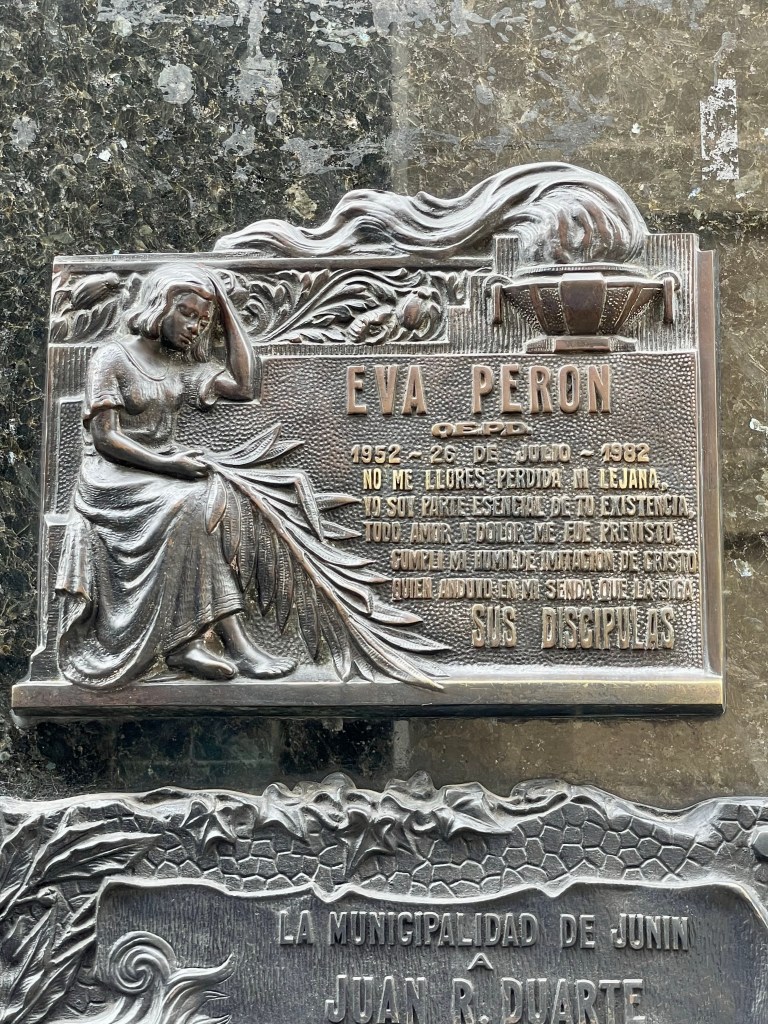 EVA PERON
Q.E.P.D.
1952 - 26 DE JULIO - 1982
NO ME LLORES PERDIDA NI LEJANA,
YO SOY PARTE ESENCIAL DE TU EXISTENCIA,
TODO AMOR Y DOLOR ME FUE PREVISTO,
CUMPLI MI HUMILDE IMITACION DE CRISTO
QUIEN ANDUVO EN MI SENDA QUE LA SIGA
SUS DISCIPULAS
LA MUNICIPALIDAD DE JUNIN
A
JUAN R. DUARTE